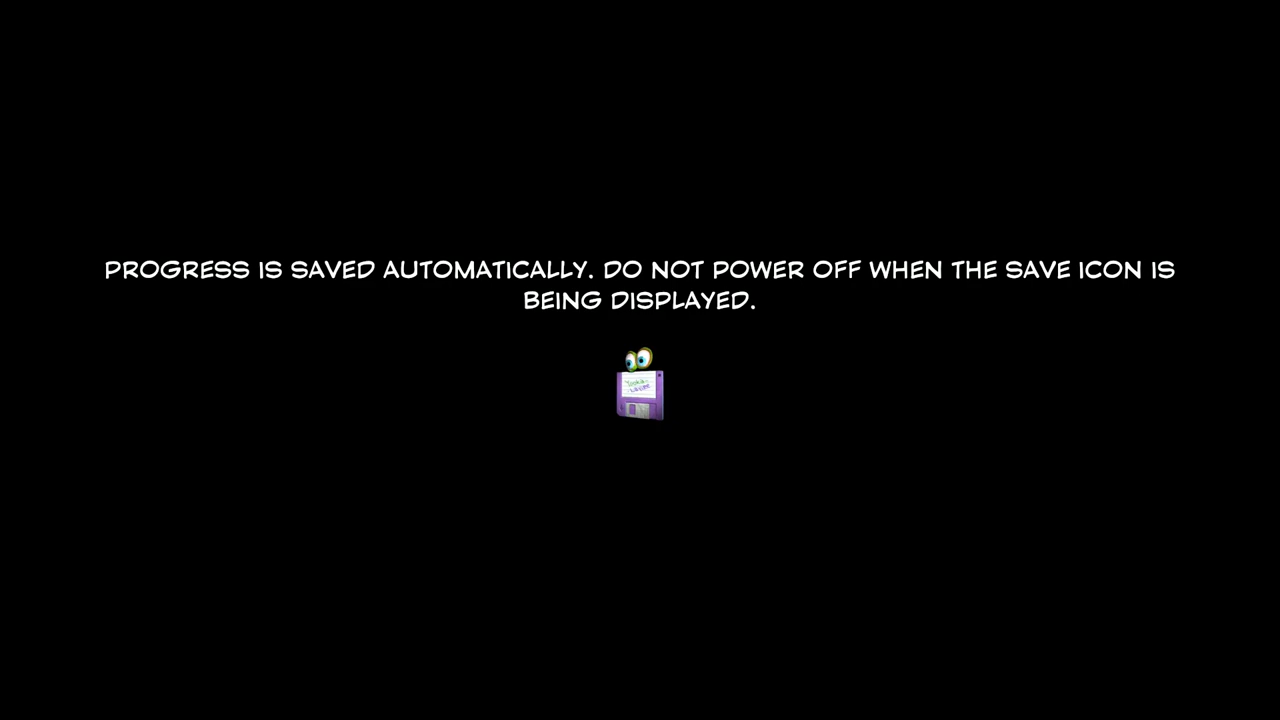 PROGRESS IS SAVED AUTOMATICALLY. DO NOT POWER OFF WHEN THE SAVE ICON IS
BEING DISPLAYED.